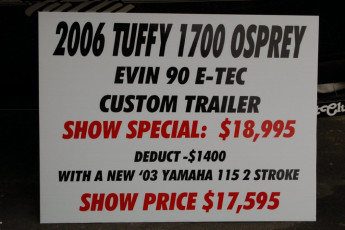 2006 TUFFY 1700 OSPREY
EVIN 90 E-TEC
CUSTOM TRAILER
SHOW SPECIAL: $18,995
DEDUCT -$1400
WITH A NEW '03 YAMAHA 115 2 STROKE
SHOW PRICE $17,595